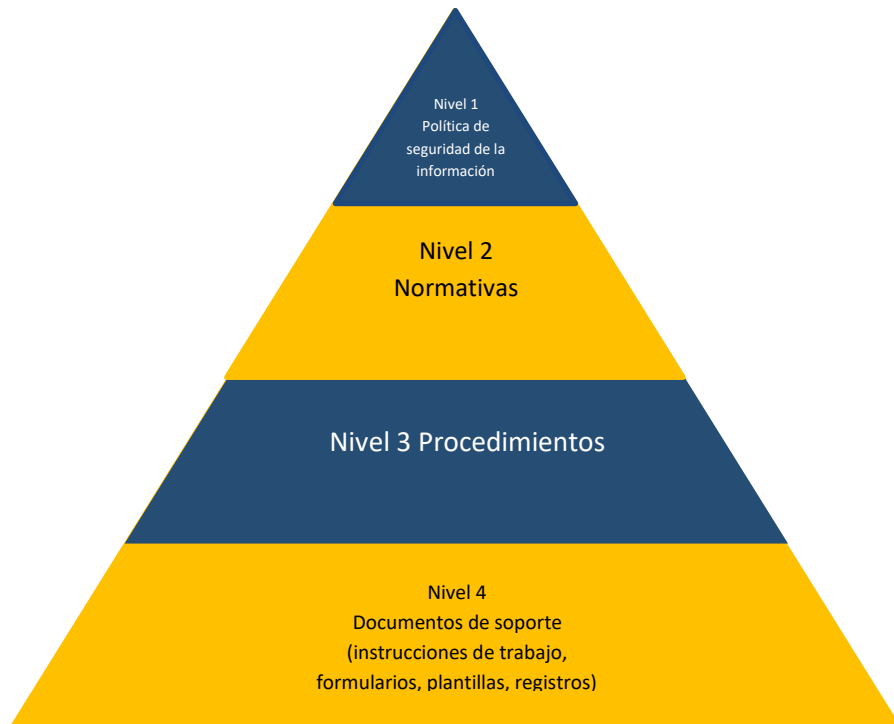 Nivel 1
Política de
seguridad de la
información
Nivel 2
Normativas
Nivel 3 Procedimientos
Nivel 4
Documentos de soporte
(instrucciones de trabajo,
formularios, plantillas, registros)